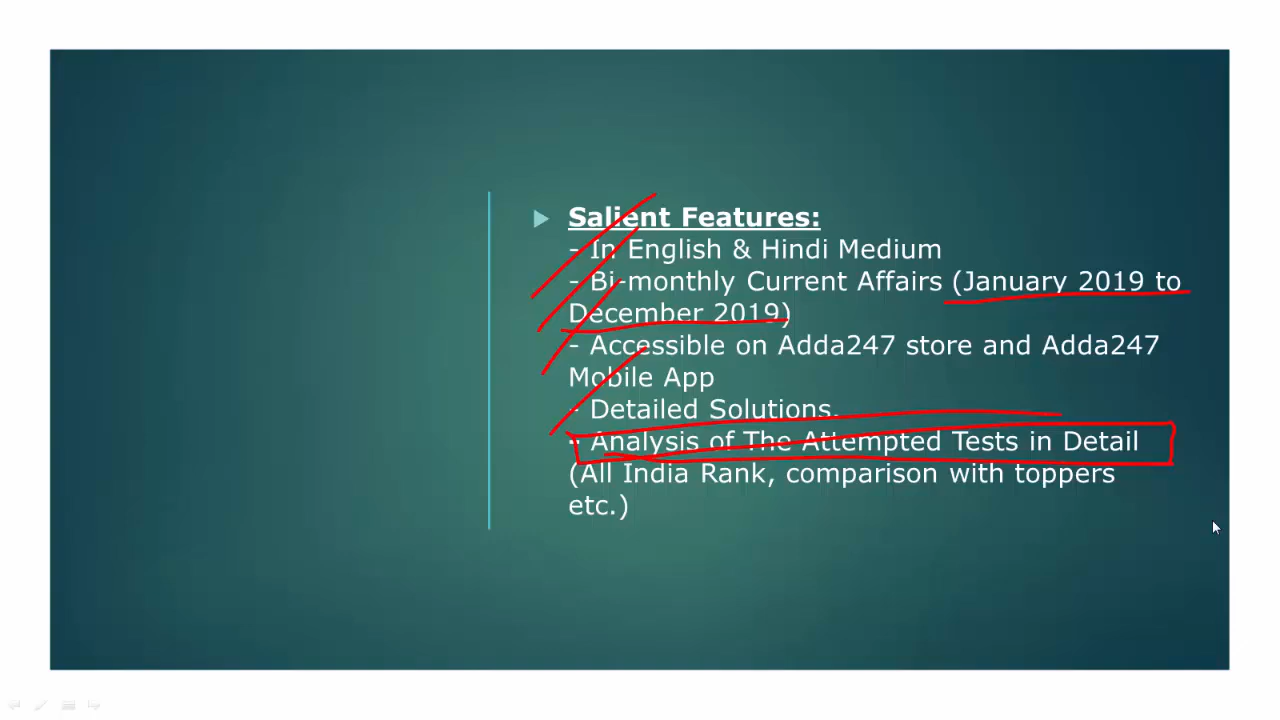 Salient Features:
- In English & Hindi Medium
- Bi-monthly Current Affairs (January 2019 to
December 2019)
- Accessible on Adda247 store and Adda247
Mobile App
- Detailed Solutions.
- Analysis of The Attempted Tests in Detail
(All India Rank, comparison with toppers
etc.)